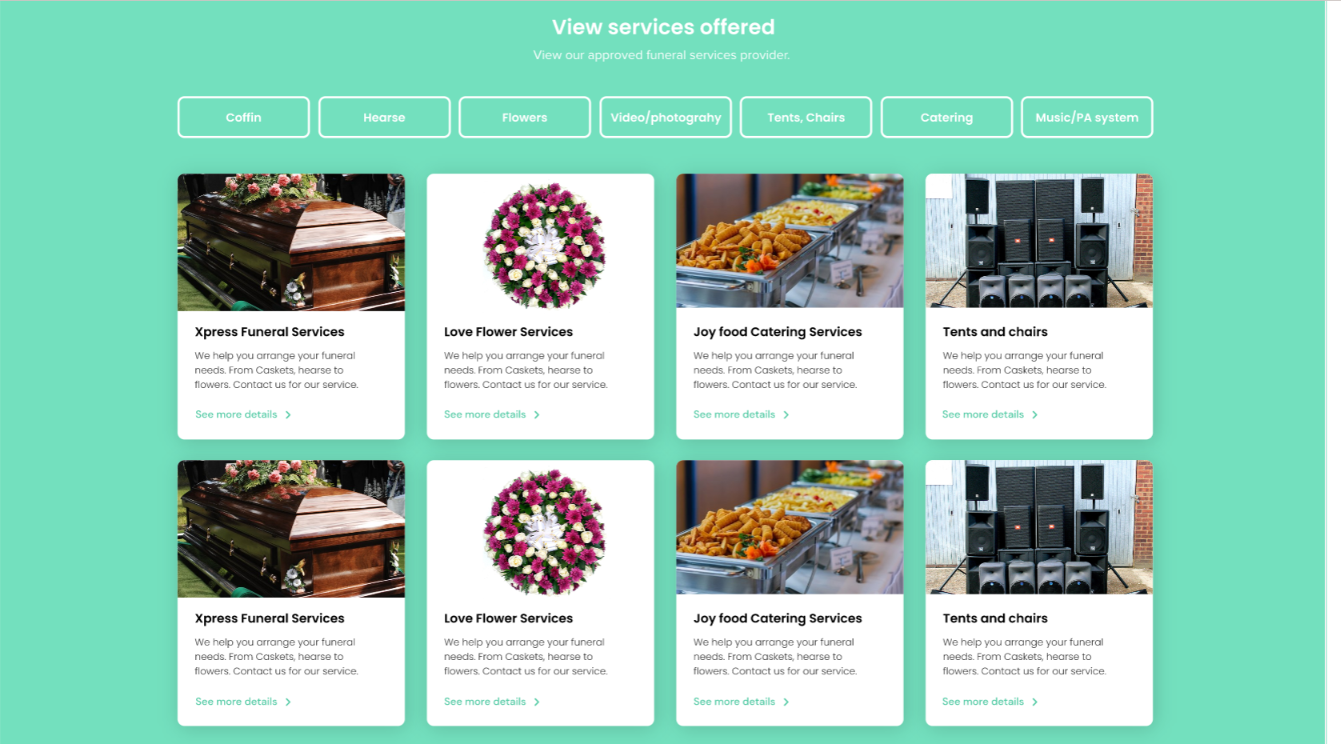 View services offered
View our approved funeral services provider.
Coffin
Hearse
Flowers
Video/photograhy
Tents, Chairs
Catering
Music/PA system
Xpress Funeral Services
We help you arrange your funeral
needs. From Caskets, hearse to
flowers. Contact us for our service.
See more details
Love Flower Services
We help you arrange your funeral
needs. From Caskets, hearse to
flowers. Contact us for our service.
See more details
Joy food Catering Services
We help you arrange your funeral
needs. From Caskets, hearse to
flowers. Contact us for our service.
See more details
Tents and chairs
We help you arrange your funeral
needs. From Caskets, hearse to
flowers. Contact us for our service.
See more details
Xpress Funeral Services
We help you arrange your funeral
needs. From Caskets, hearse to
flowers. Contact us for our service.
See more details
Love Flower Services
We help you arrange your funeral
needs. From Caskets, hearse to
flowers. Contact us for our service.
See more details
Joy food Catering Services
We help you arrange your funeral
needs. From Caskets, hearse to
flowers. Contact us for our service.
See more details
Tents and chairs
We help you arrange your funeral
needs. From Caskets, hearse to
flowers. Contact us for our service.
See more details